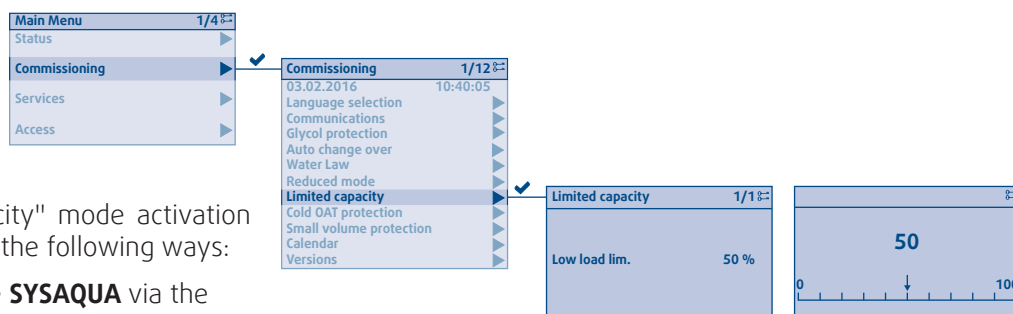 Main Menu 1/4
Status
Commissioning
Services
Access
Commissioning 1/12
03.02.2016 10:40:05
Language selection
Communications
Glycol protection
Auto change over
Water Law
Reduced mode
Limited capacity
Cold OAT protection
Small volume protection
Calendar
Versions
Limited capacity 1/1
Low load lim. 50 %
50
0 100
city" mode activation
the following ways:
SYSAQUA via the